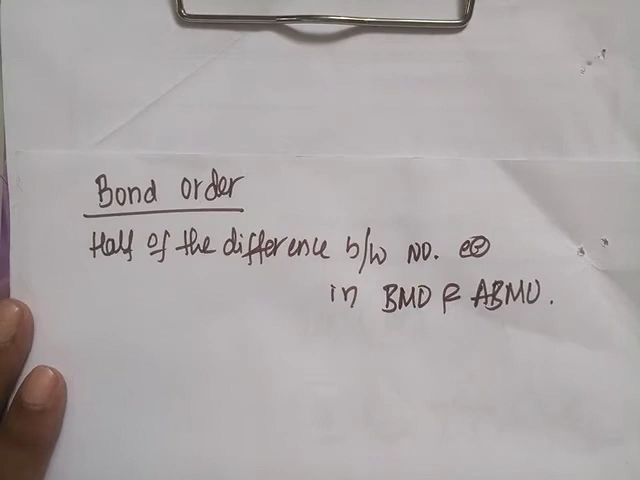 Bond order
Half of the difference b/w NO. e⊖
in BMO & ABMO.